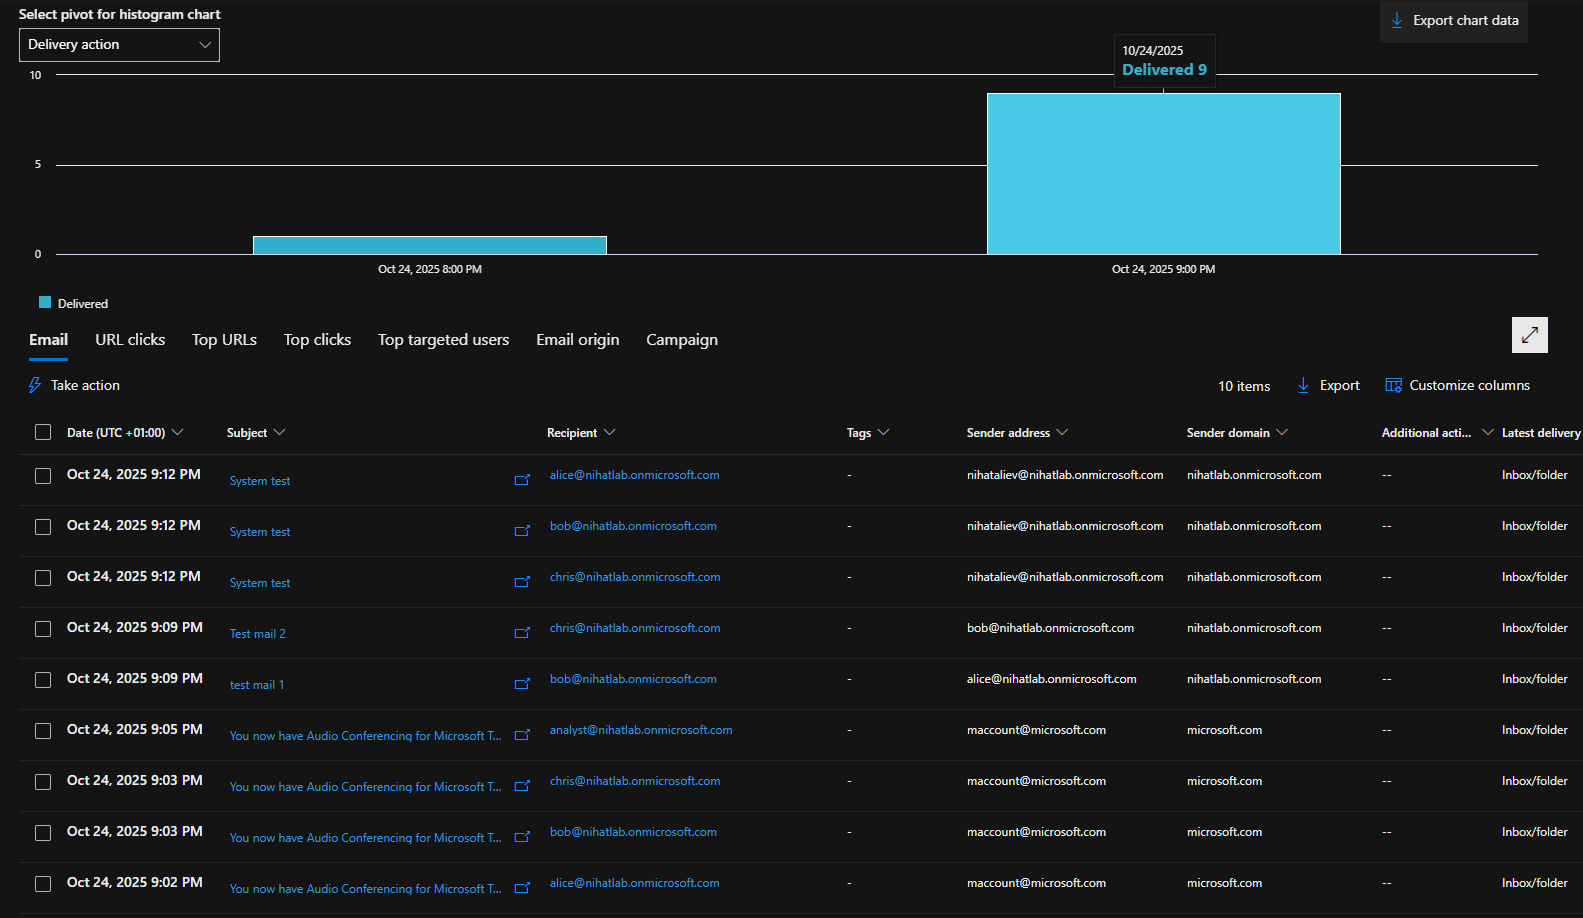 Select pivot for histogram chart
Export chart data
Delivery action
10/24/2025
Delivered 9
10
5
0
Oct 24, 2025 8:00 PM Oct 24, 2025 9:00 PM
Delivered
Email URL clicks Top URLs Top clicks Top targeted users Email origin Campaign
Take action 10 items Export Customize columns
Date (UTC +01:00) Subject Recipient Tags Sender address Sender domain Additional acti... Latest delivery
Oct 24, 2025 9:12 PM System test alice@nihatlab.onmicrosoft.com - nihataliev@nihatlab.onmicrosoft.com nihatlab.onmicrosoft.com -- Inbox/folder
Oct 24, 2025 9:12 PM System test bob@nihatlab.onmicrosoft.com - nihataliev@nihatlab.onmicrosoft.com nihatlab.onmicrosoft.com -- Inbox/folder
Oct 24, 2025 9:12 PM System test chris@nihatlab.onmicrosoft.com - nihataliev@nihatlab.onmicrosoft.com nihatlab.onmicrosoft.com -- Inbox/folder
Oct 24, 2025 9:09 PM Test mail 2 chris@nihatlab.onmicrosoft.com - bob@nihatlab.onmicrosoft.com nihatlab.onmicrosoft.com -- Inbox/folder
Oct 24, 2025 9:09 PM test mail 1 bob@nihatlab.onmicrosoft.com - alice@nihatlab.onmicrosoft.com nihatlab.onmicrosoft.com -- Inbox/folder
Oct 24, 2025 9:05 PM You now have Audio Conferencing for Microsoft T... analyst@nihatlab.onmicrosoft.com - maccount@microsoft.com microsoft.com -- Inbox/folder
Oct 24, 2025 9:03 PM You now have Audio Conferencing for Microsoft T... chris@nihatlab.onmicrosoft.com - maccount@microsoft.com microsoft.com -- Inbox/folder
Oct 24, 2025 9:03 PM You now have Audio Conferencing for Microsoft T... bob@nihatlab.onmicrosoft.com - maccount@microsoft.com microsoft.com -- Inbox/folder
Oct 24, 2025 9:02 PM You now have Audio Conferencing for Microsoft T... alice@nihatlab.onmicrosoft.com - maccount@microsoft.com microsoft.com -- Inbox/folder